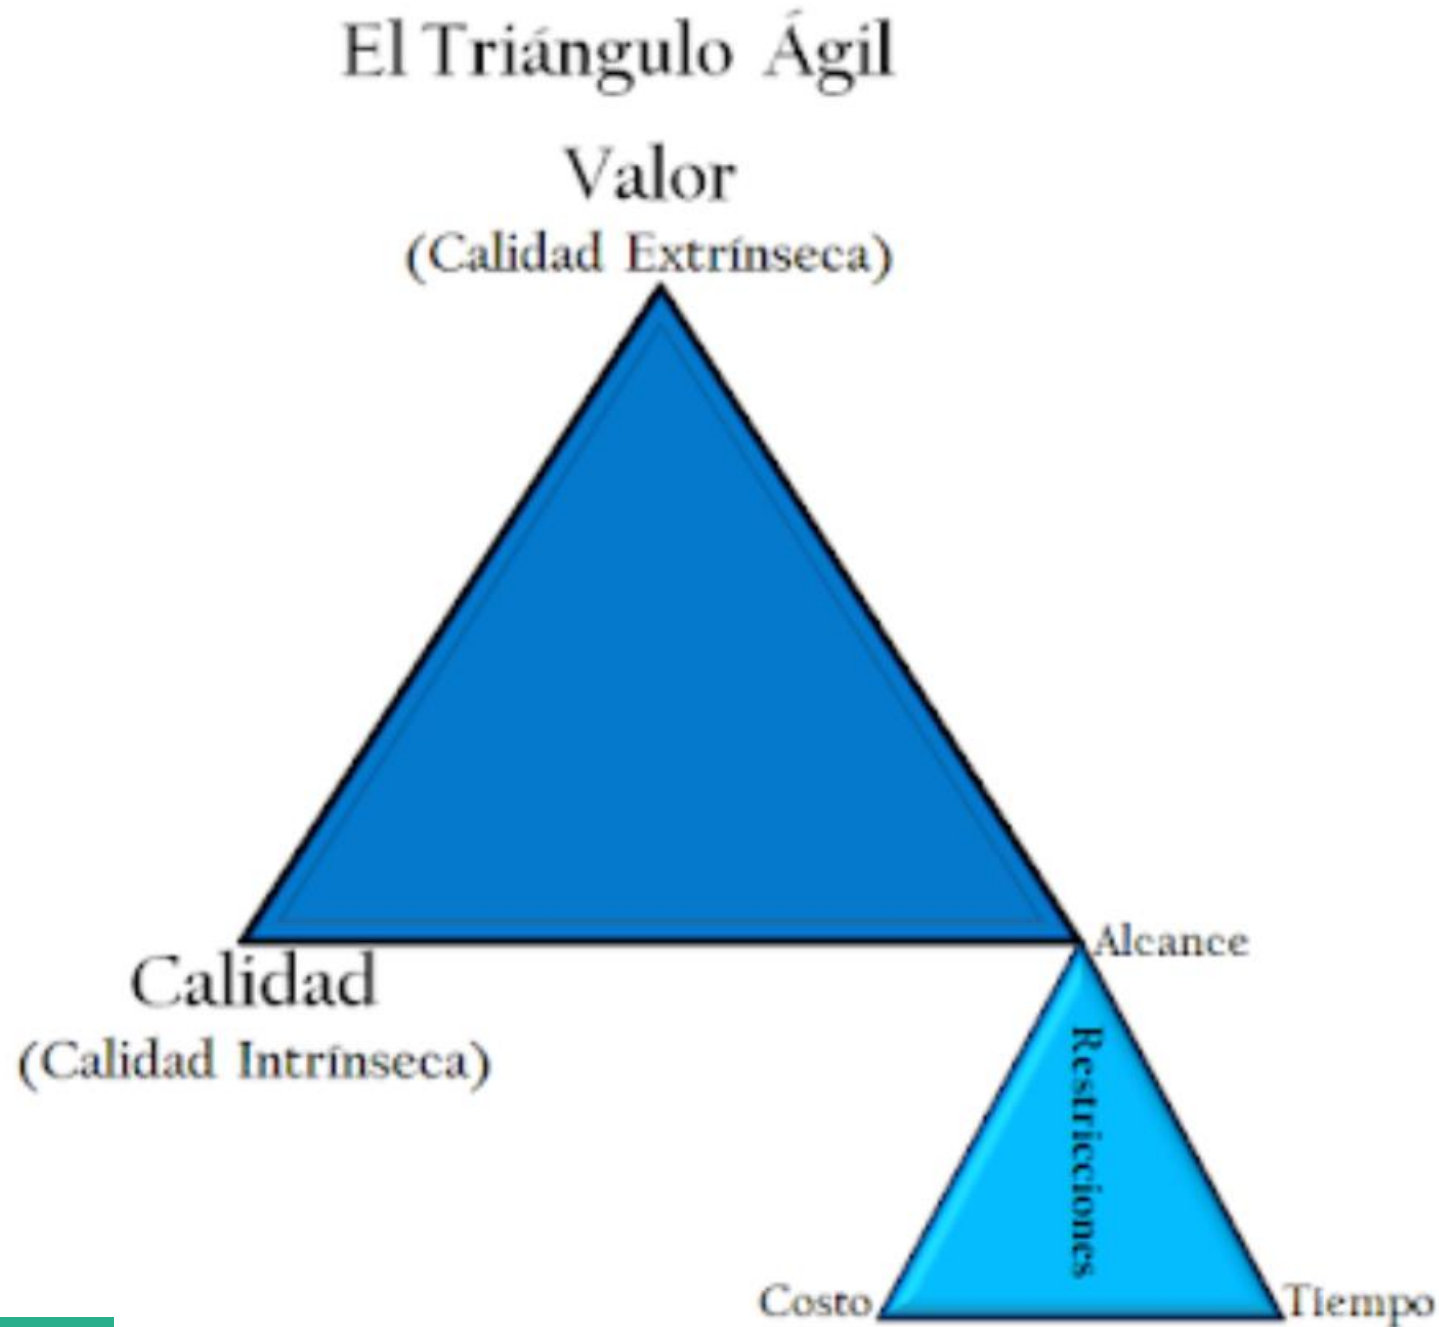 El Triángulo Ágil
Valor
(Calidad Extrínseca)
Alcance
Calidad
(Calidad Intrínseca)
Restricciones
Costo
Tiempo